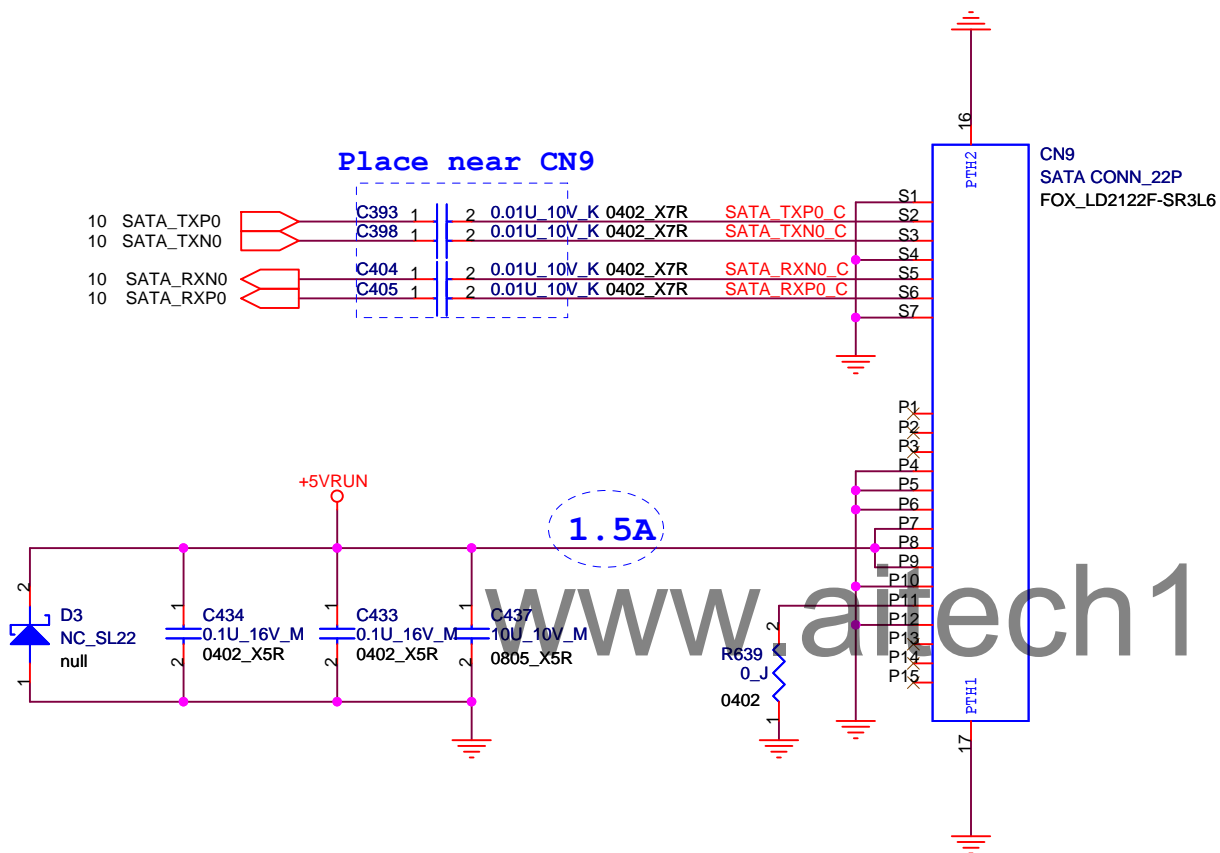 16
PTH2
CN9
SATA CONN_22P
FOX_LD2122F-SR3L6
Place near CN9
10 SATA_TXP0 C393 1 2 0.01U_10V_K 0402_X7R SATA_TXP0_C
10 SATA_TXN0 C398 1 2 0.01U_10V_K 0402_X7R SATA_TXN0_C
10 SATA_RXN0 C404 1 2 0.01U_10V_K 0402_X7R SATA_RXN0_C
10 SATA_RXP0 C405 1 2 0.01U_10V_K 0402_X7R SATA_RXP0_C
S1
S2
S3
S4
S5
S6
S7
P1
P2
P3
P4
P5
P6
P7
P8
P9
P10
P11
P12
P13
P14
P15
+5VRUN
1.5A
2
D3
NC_SL22
null
1
1
C434
0.1U_16V_M
0402_X5R
2
1
C433
0.1U_16V_M
0402_X5R
2
1
C437
10U_10V_M
0805_X5R
2
2
R639
0_J
0402
1
PTH1
17
www.aitech1